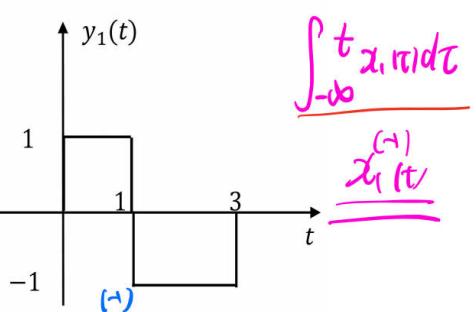 y₁(t)
∫_{-∞}^{t} x₁(τ)dτ
1
x₁⁽⁻¹⁾(t)
1 3
t
−1
(-1)